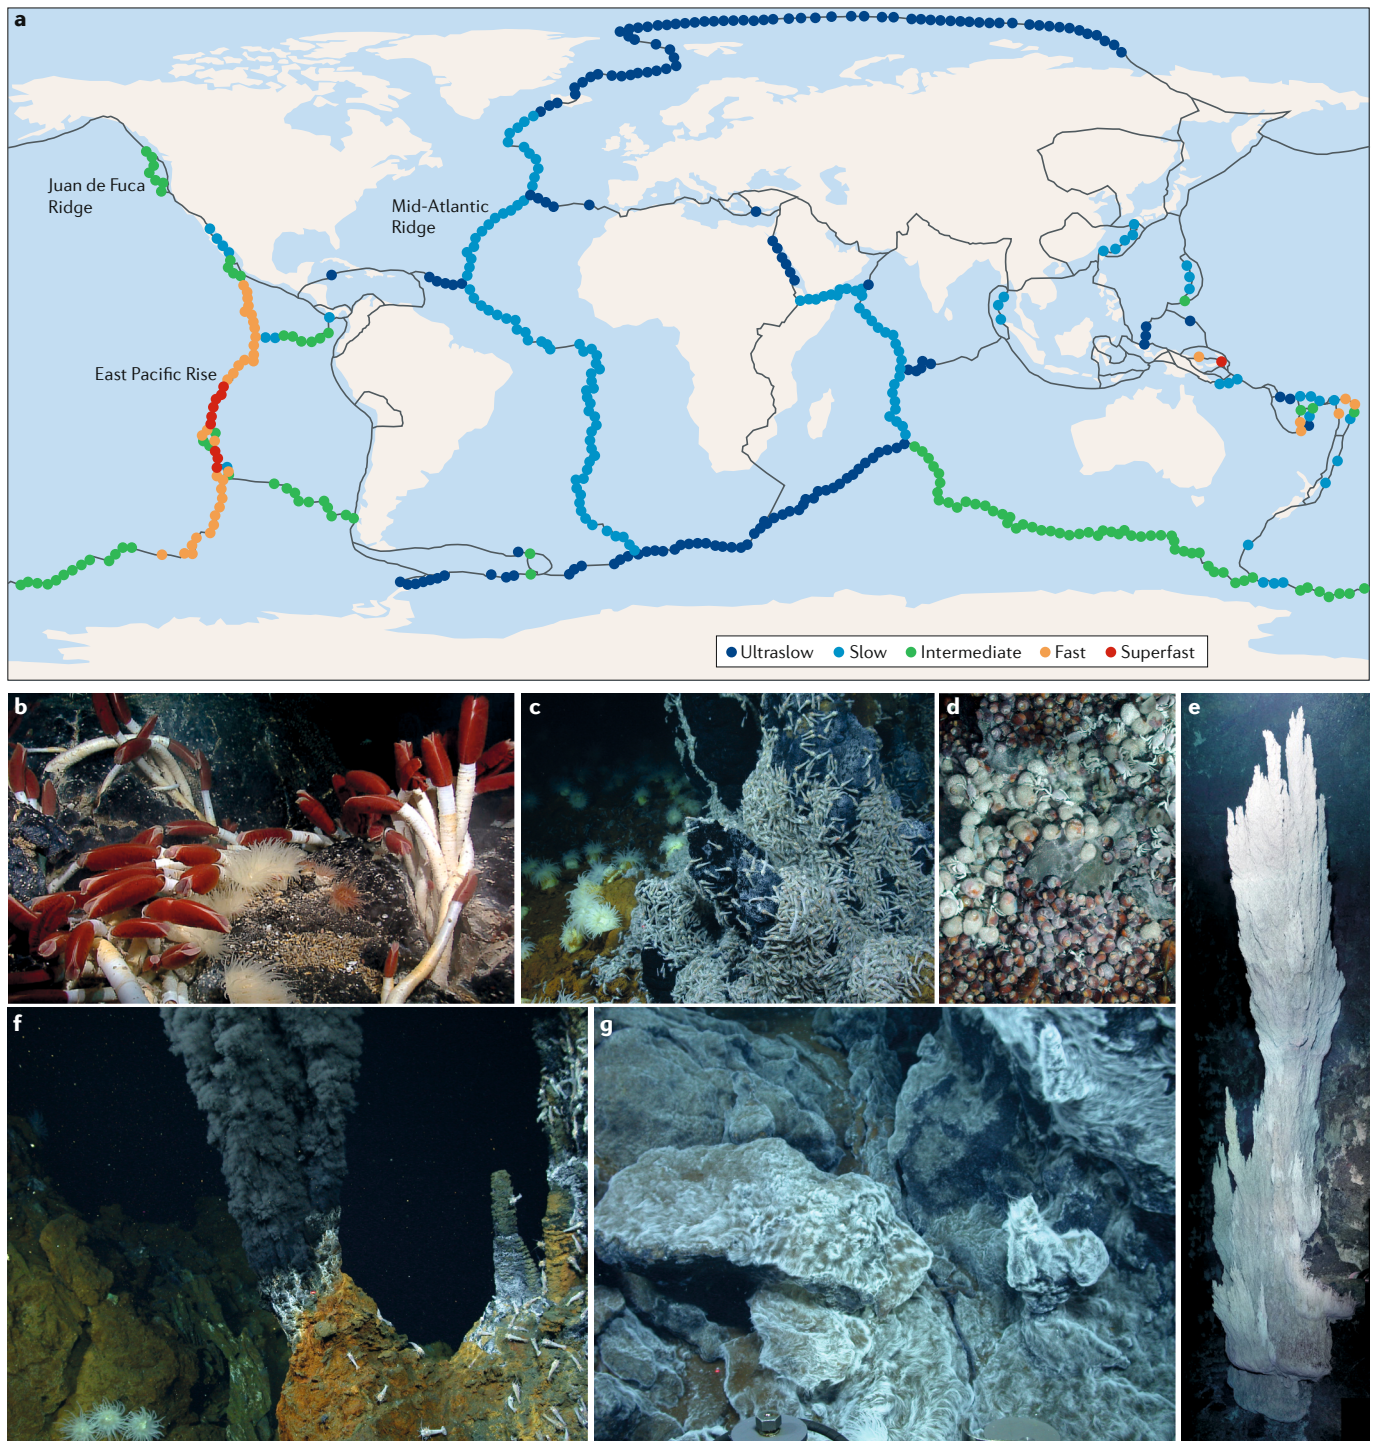 a
Juan de Fuca
Ridge
Mid-Atlantic
Ridge
East Pacific Rise
Ultraslow
Slow
Intermediate
Fast
Superfast
b
c
d
e
f
g